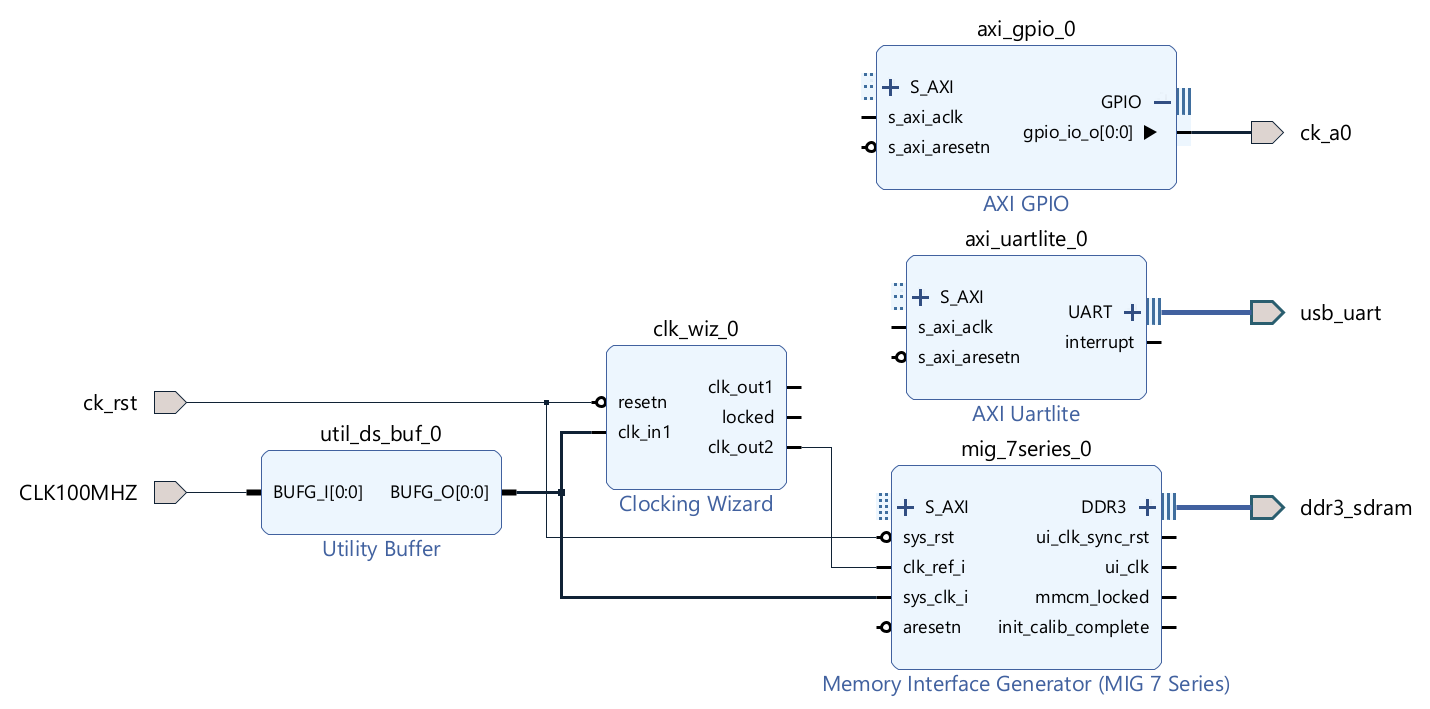 axi_gpio_0
S_AXI
s_axi_aclk
s_axi_aresetn
GPIO
gpio_io_o[0:0]
ck_a0
AXI GPIO
axi_uartlite_0
S_AXI
s_axi_aclk
s_axi_aresetn
UART
interrupt
usb_uart
AXI Uartlite
clk_wiz_0
resetn
clk_in1
clk_out1
locked
clk_out2
Clocking Wizard
ck_rst
util_ds_buf_0
CLK100MHZ
BUFG_I[0:0]
BUFG_O[0:0]
Utility Buffer
mig_7series_0
S_AXI
sys_rst
clk_ref_i
sys_clk_i
aresetn
DDR3
ui_clk_sync_rst
ui_clk
mmcm_locked
init_calib_complete
ddr3_sdram
Memory Interface Generator (MIG 7 Series)